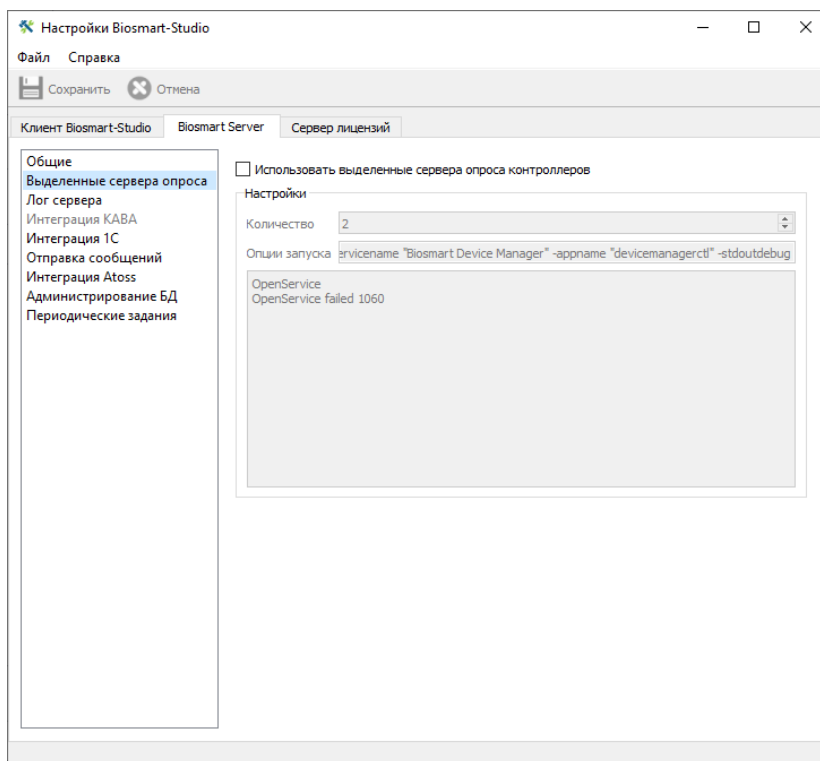 Настройки Biosmart-Studio
Файл Справка
Сохранить Отмена
Клиент Biosmart-Studio Biosmart Server Сервер лицензий
Общие
Выделенные сервера опроса
Лог сервера
Интеграция KABA
Интеграция 1С
Отправка сообщений
Интеграция Atoss
Администрирование БД
Периодические задания
Использовать выделенные сервера опроса контроллеров
Настройки
Количество 2
Опции запуска ervicename "Biosmart Device Manager" -appname "devicemanagerctl" -stdoutdebug
OpenService
OpenService failed 1060